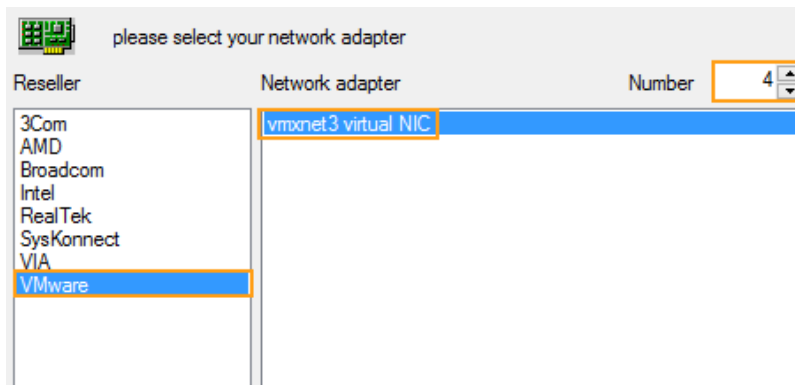 please select your network adapter
Reseller Network adapter Number 4
3Com
vmxnet3 virtual NIC
AMD
Broadcom
Intel
RealTek
SysKonnect
VIA
VMware